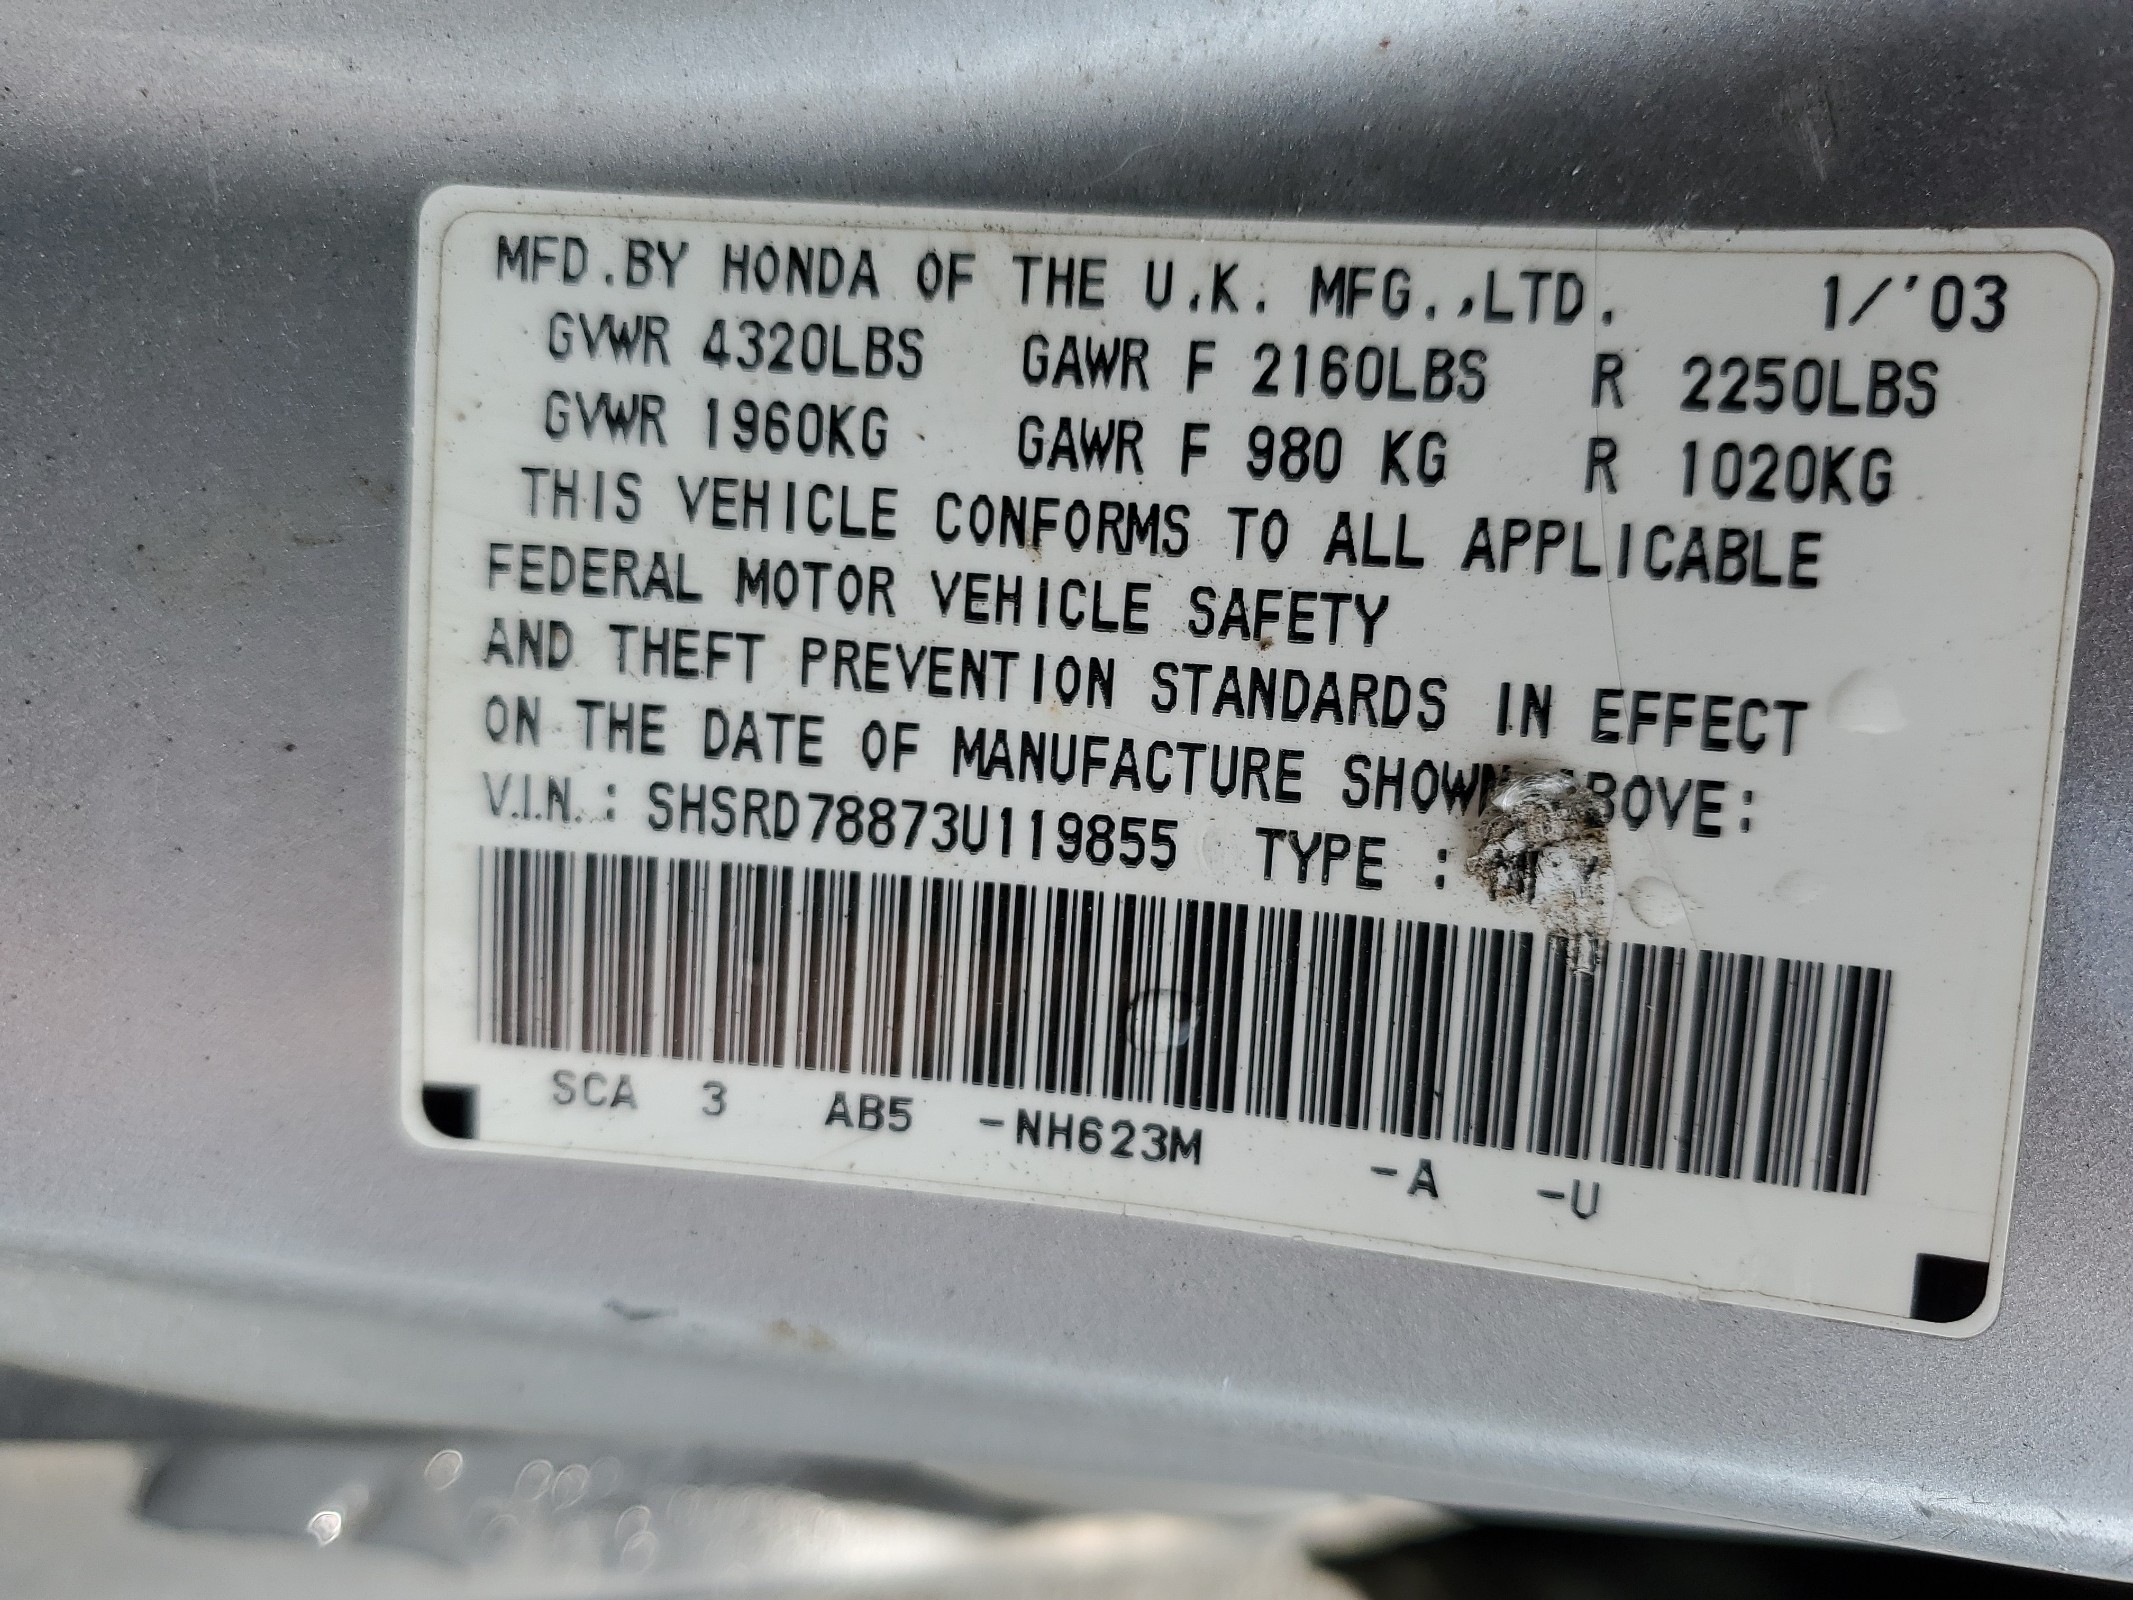 MFD.BY HONDA OF THE U.K. MFG.,LTD. 1/'03
GVWR 4320LBS GAWR F 2160LBS R 2250LBS
GVWR 1960KG GAWR F 980 KG R 1020KG
THIS VEHICLE CONFORMS TO ALL APPLICABLE
FEDERAL MOTOR VEHICLE SAFETY
AND THEFT PREVENTION STANDARDS IN EFFECT
ON THE DATE OF MANUFACTURE SHOWN ABOVE:
V.I.N. : SHSRD78873U119855 TYPE :
SCA 3 AB5 -NH623M -A -U